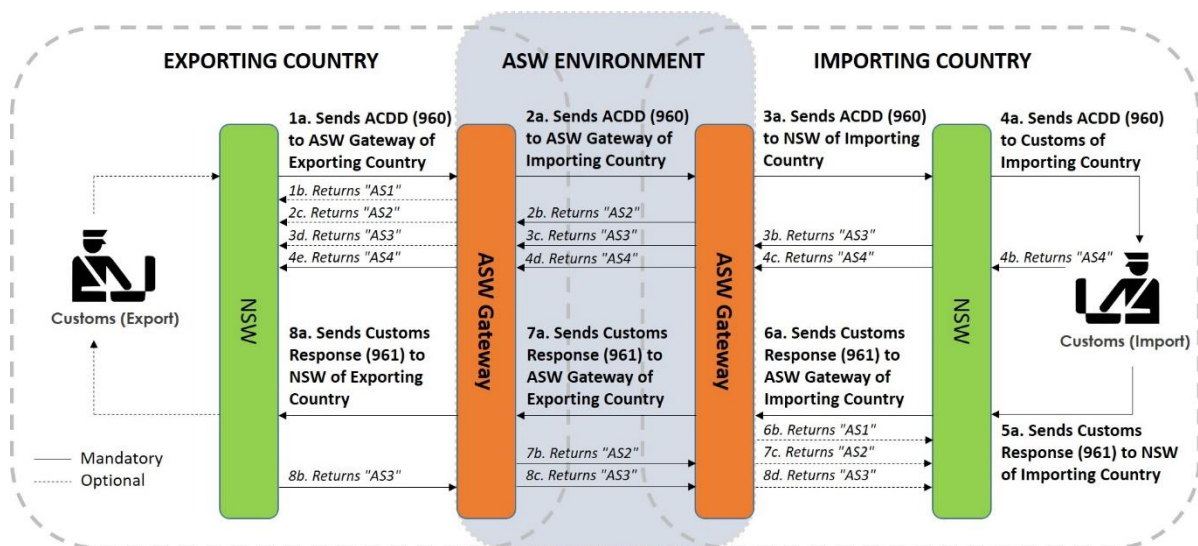 EXPORTING COUNTRY
ASW ENVIRONMENT
IMPORTING COUNTRY
1a. Sends ACDD (960)
to ASW Gateway of
Exporting Country
2a. Sends ACDD (960)
to ASW Gateway of
Importing Country
3a. Sends ACDD (960)
to NSW of Importing
Country
4a. Sends ACDD (960)
to Customs of
Importing Country
1b. Returns "AS1"
2c. Returns "AS2"
3d. Returns "AS3"
4e. Returns "AS4"
2b. Returns "AS2"
3c. Returns "AS3"
4d. Returns "AS4"
3b. Returns "AS3"
4c. Returns "AS4"
4b. Returns "AS4"
Customs (Export)
NSW
ASW Gateway
ASW Gateway
NSW
Customs (Import)
8a. Sends Customs
Response (961) to
NSW of Exporting
Country
7a. Sends Customs
Response (961) to
ASW Gateway of
Exporting Country
6a. Sends Customs
Response (961) to
ASW Gateway of
Importing Country
5a. Sends Customs
Response (961) to NSW
of Importing Country
6b. Returns "AS1"
7b. Returns "AS2"
7c. Returns "AS2"
8b. Returns "AS3"
8c. Returns "AS3"
8d. Returns "AS3"
Mandatory
Optional